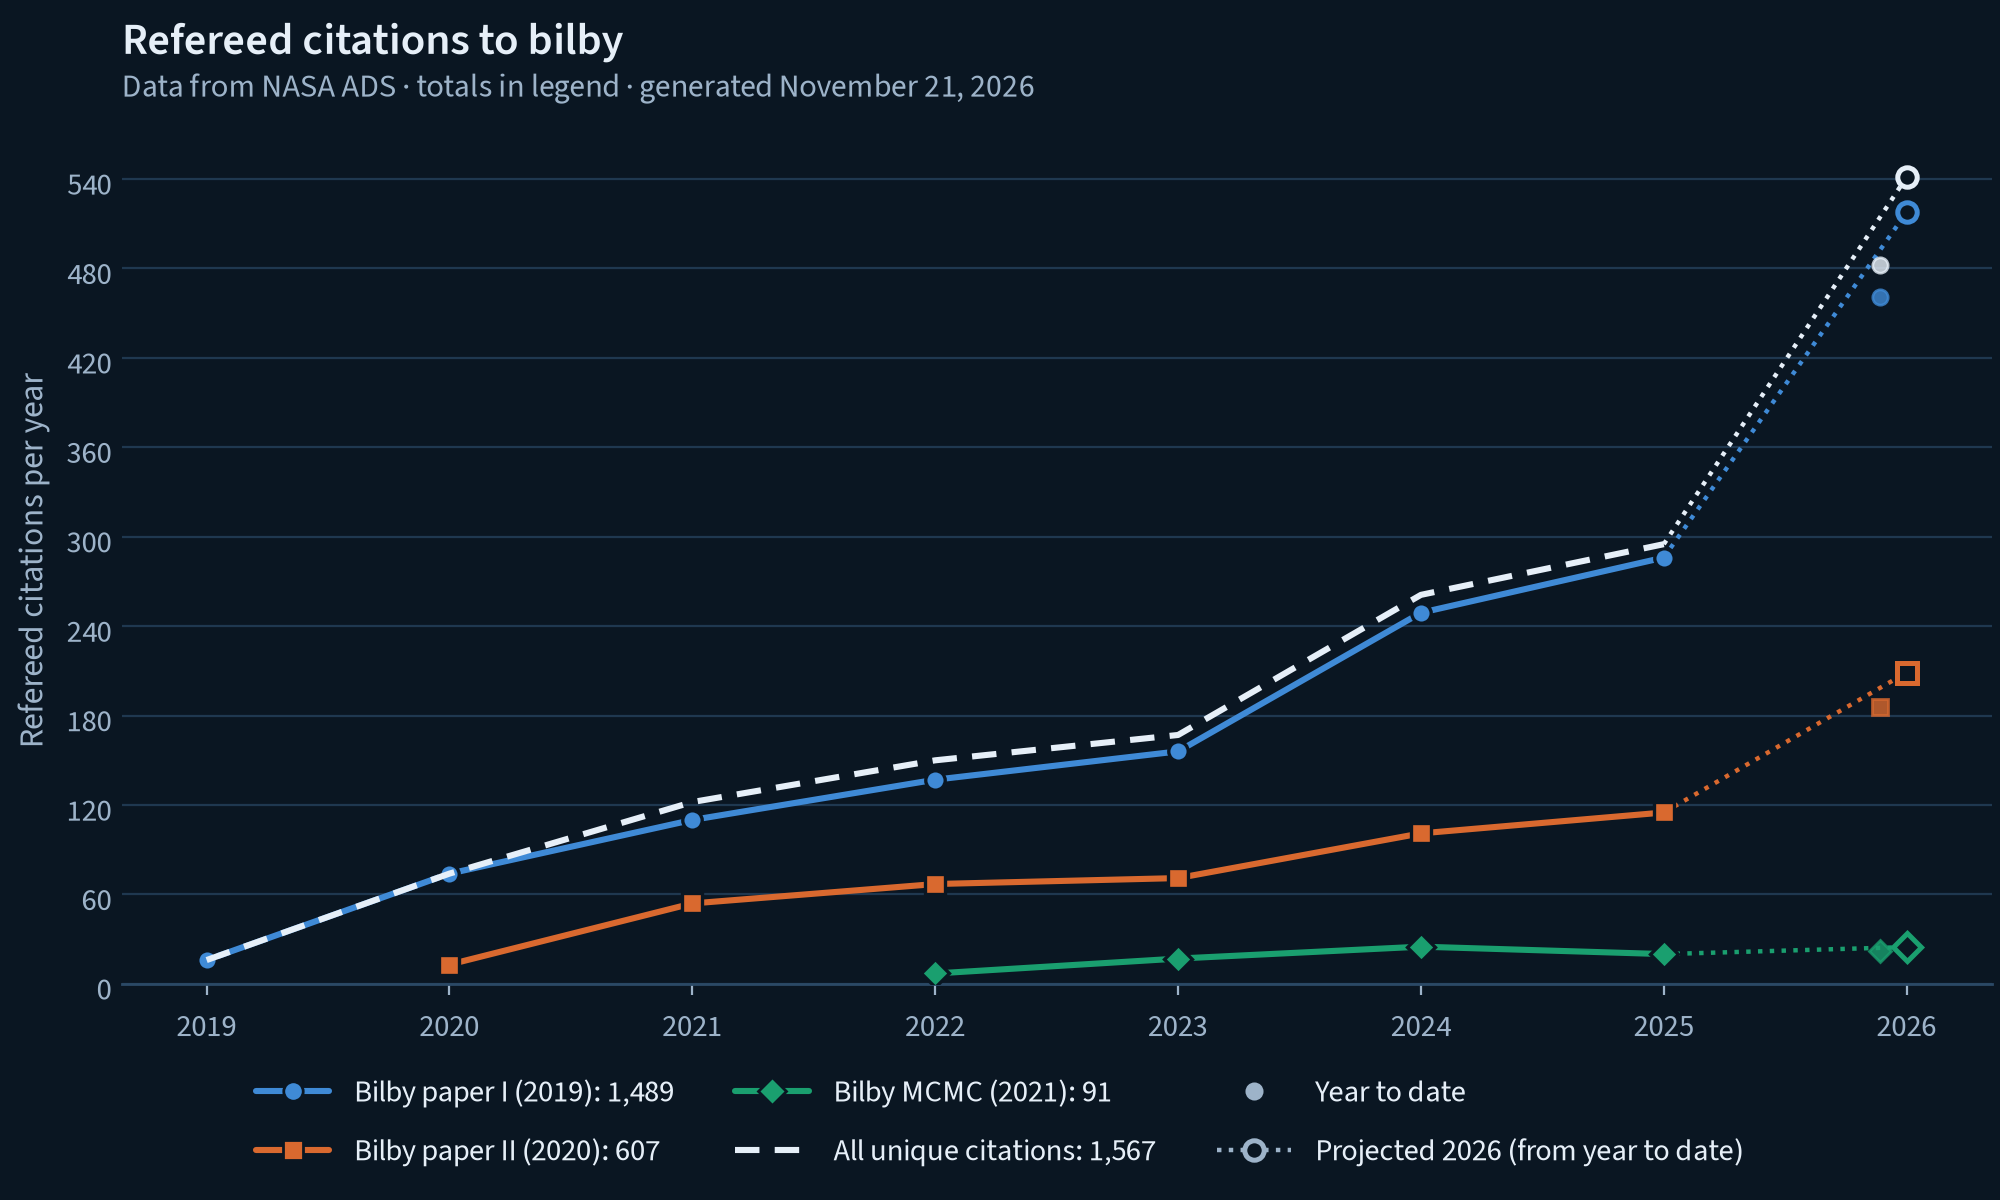 Refereed citations to bilby
Data from NASA ADS · totals in legend · generated November 21, 2026
Refereed citations per year
540
480
420
360
300
240
180
120
60
0
2019 2020 2021 2022 2023 2024 2025 2026
Bilby paper I (2019): 1,489 Bilby MCMC (2021): 91 Year to date
Bilby paper II (2020): 607 All unique citations: 1,567 Projected 2026 (from year to date)